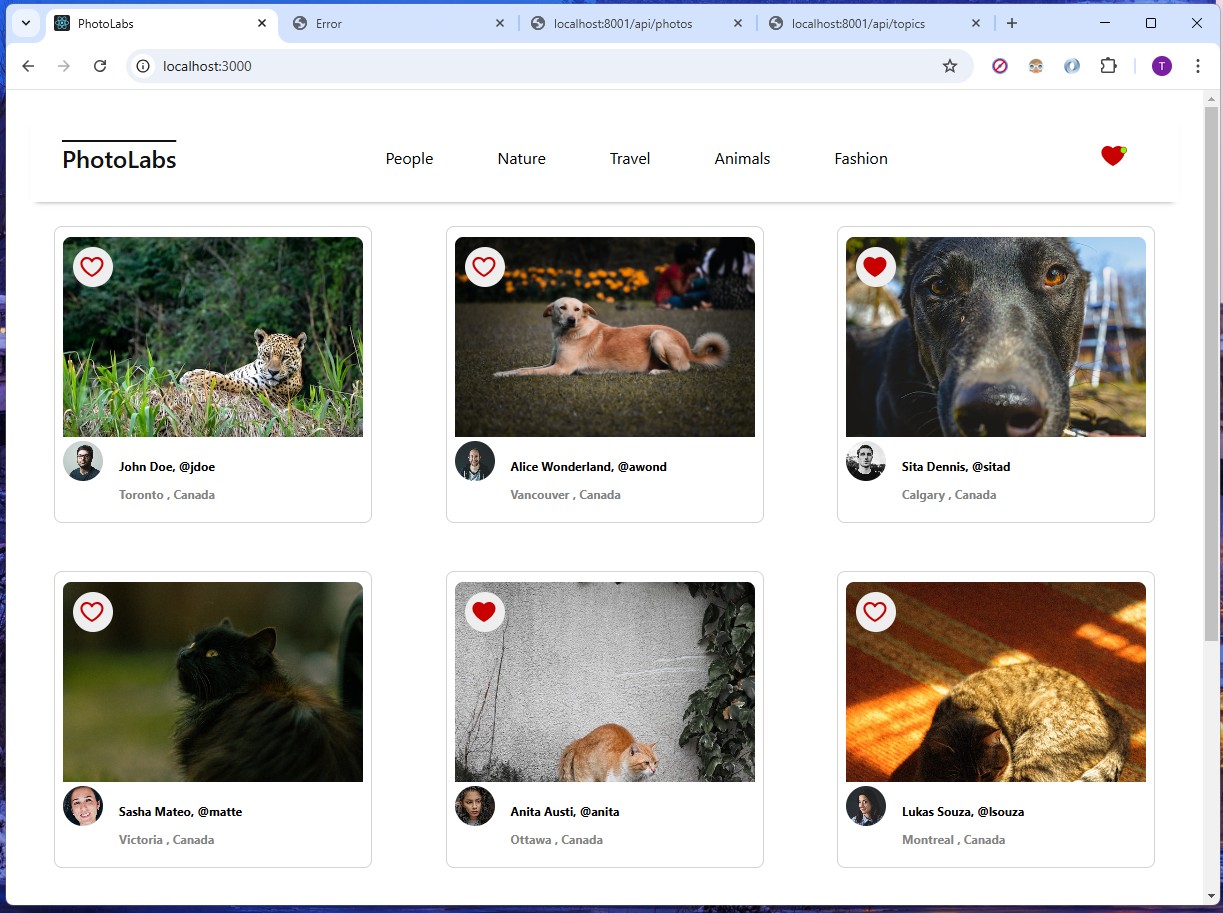 PhotoLabs
Error
localhost:8001/api/photos
localhost:8001/api/topics
localhost:3000
T
PhotoLabs
People
Nature
Travel
Animals
Fashion
John Doe, @jdoe
Toronto , Canada
Alice Wonderland, @awond
Vancouver , Canada
Sita Dennis, @sitad
Calgary , Canada
Sasha Mateo, @matte
Victoria , Canada
Anita Austi, @anita
Ottawa , Canada
Lukas Souza, @lsouza
Montreal , Canada